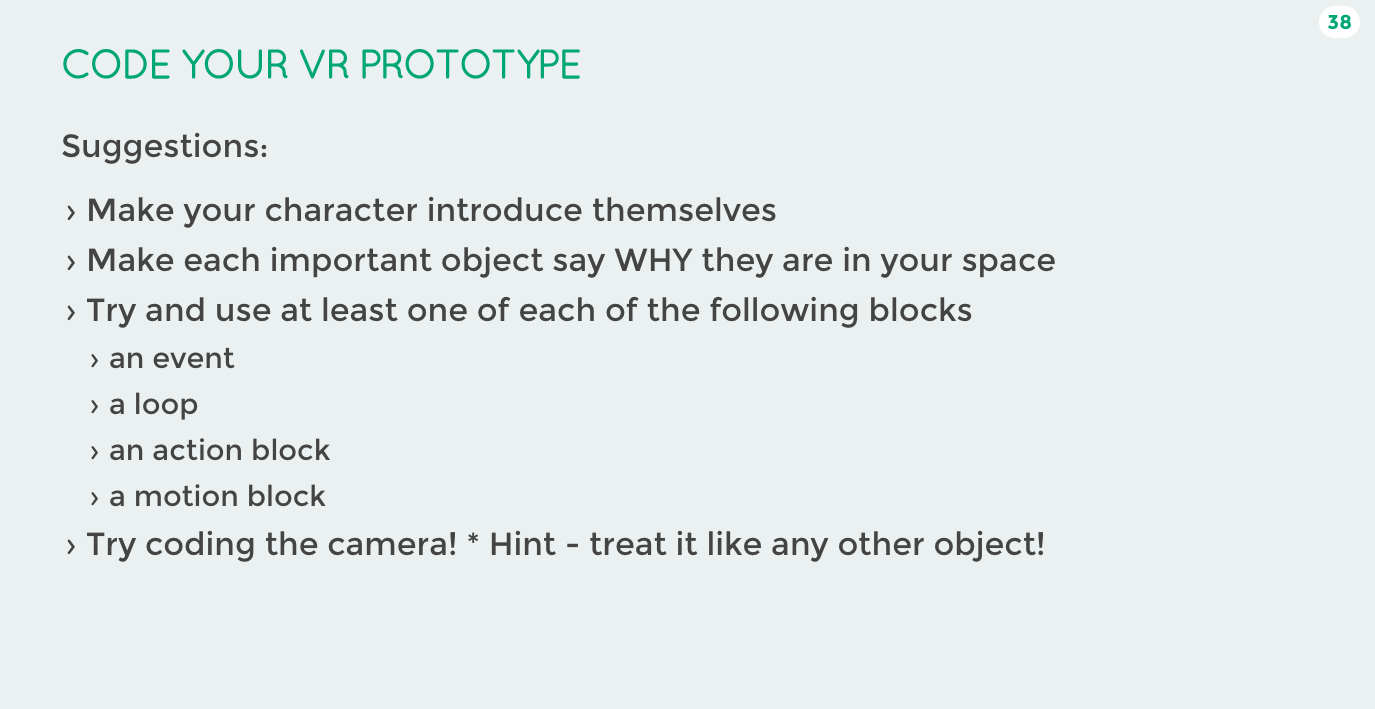 38
CODE YOUR VR PROTOTYPE
Suggestions:
› Make your character introduce themselves
› Make each important object say WHY they are in your space
› Try and use at least one of each of the following blocks
› an event
› a loop
› an action block
› a motion block
› Try coding the camera! * Hint - treat it like any other object!